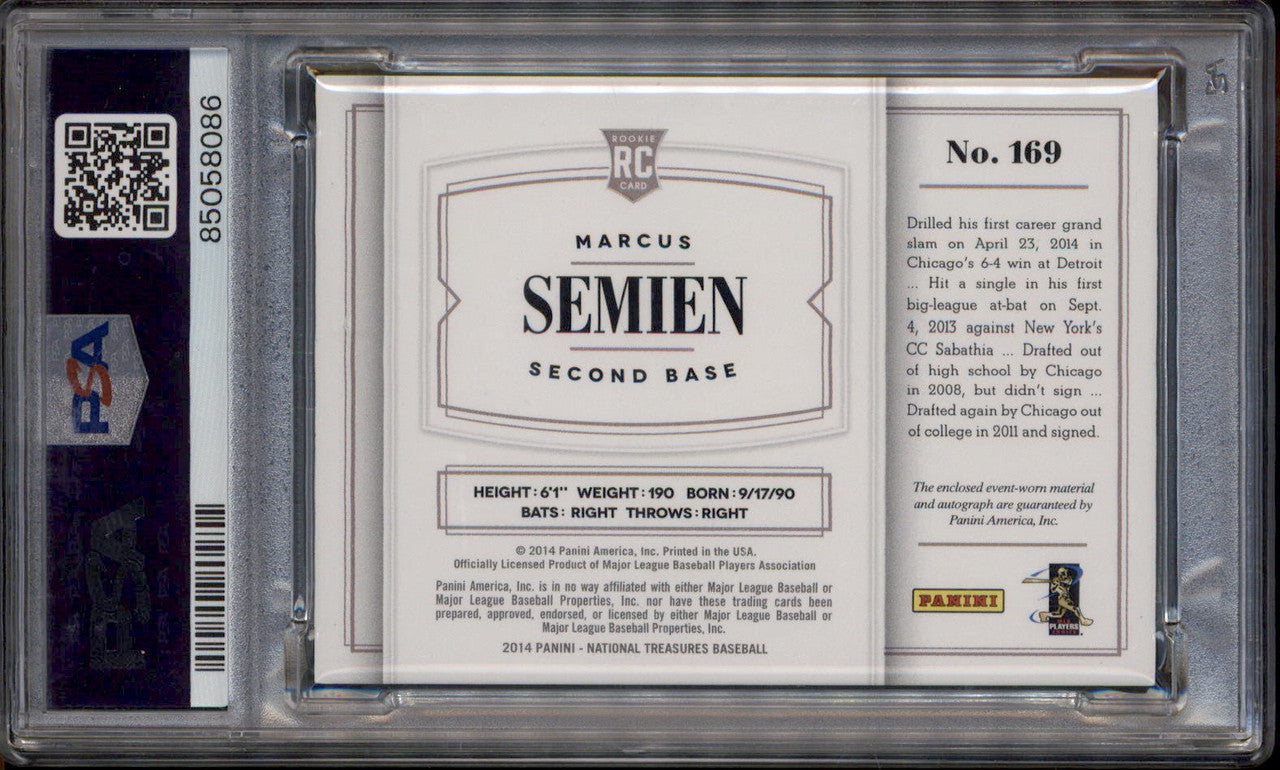 85058086
PSA
PSA
ROOKIE
RC
CARD
MARCUS
SEMIEN
SECOND BASE
HEIGHT: 6'1" WEIGHT: 190 BORN: 9/17/90
BATS: RIGHT THROWS: RIGHT
© 2014 Panini America, Inc. Printed in the USA.
Officially Licensed Product of Major League Baseball Players Association
Panini America, Inc. is in no way affiliated with either Major League Baseball or
Major League Baseball Properties, Inc. nor have these trading cards been
prepared, approved, endorsed, or licensed by either Major League Baseball or
Major League Baseball Properties, Inc.
2014 PANINI - NATIONAL TREASURES BASEBALL
No. 169
Drilled his first career grand
slam on April 23, 2014 in
Chicago's 6-4 win at Detroit
... Hit a single in his first
big-league at-bat on Sept.
4, 2013 against New York's
CC Sabathia ... Drafted out
of high school by Chicago
in 2008, but didn't sign ...
Drafted again by Chicago out
of college in 2011 and signed.
The enclosed event-worn material
and autograph are guaranteed by
Panini America, Inc.
PANINI
MLB
PLAYERS